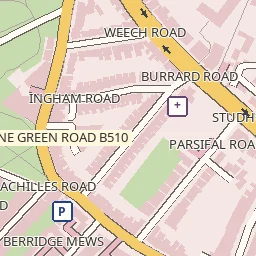 WEECH ROAD
BURRARD ROAD
INGHAM ROAD
STUDH
NE GREEN ROAD B510
PARSIFAL ROA
ACHILLES ROAD
D
P
BERRIDGE MEWS